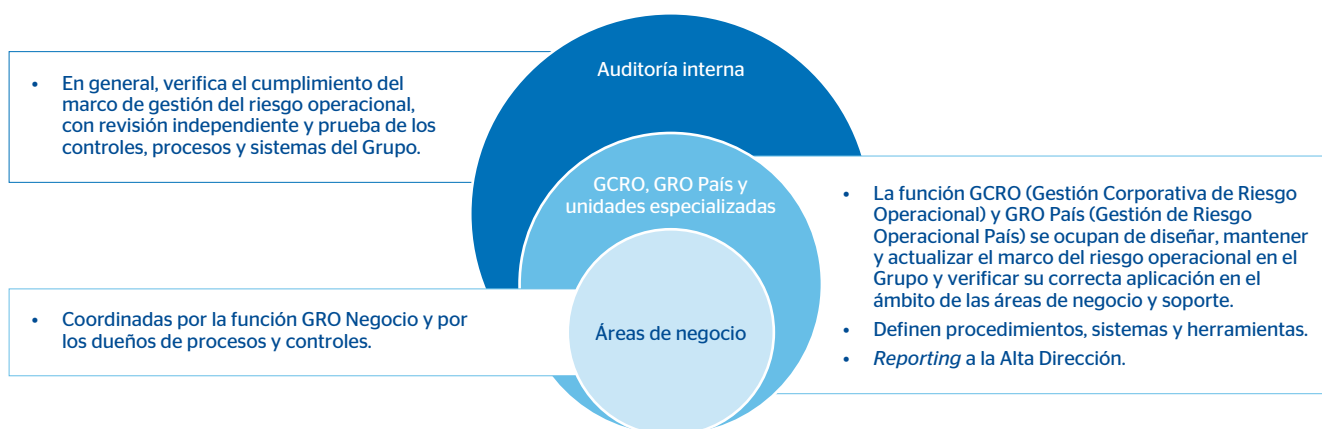 Auditoría interna
• En general, verifica el cumplimiento del
marco de gestión del riesgo operacional,
con revisión independiente y prueba de los
controles, procesos y sistemas del Grupo.
GCRO, GRO País y
unidades especializadas
• La función GCRO (Gestión Corporativa de Riesgo
Operacional) y GRO País (Gestión de Riesgo
Operacional País) se ocupan de diseñar, mantener
y actualizar el marco del riesgo operacional en el
Grupo y verificar su correcta aplicación en el
ámbito de las áreas de negocio y soporte.
• Definen procedimientos, sistemas y herramientas.
• Reporting a la Alta Dirección.
• Coordinadas por la función GRO Negocio y por
los dueños de procesos y controles.
Áreas de negocio